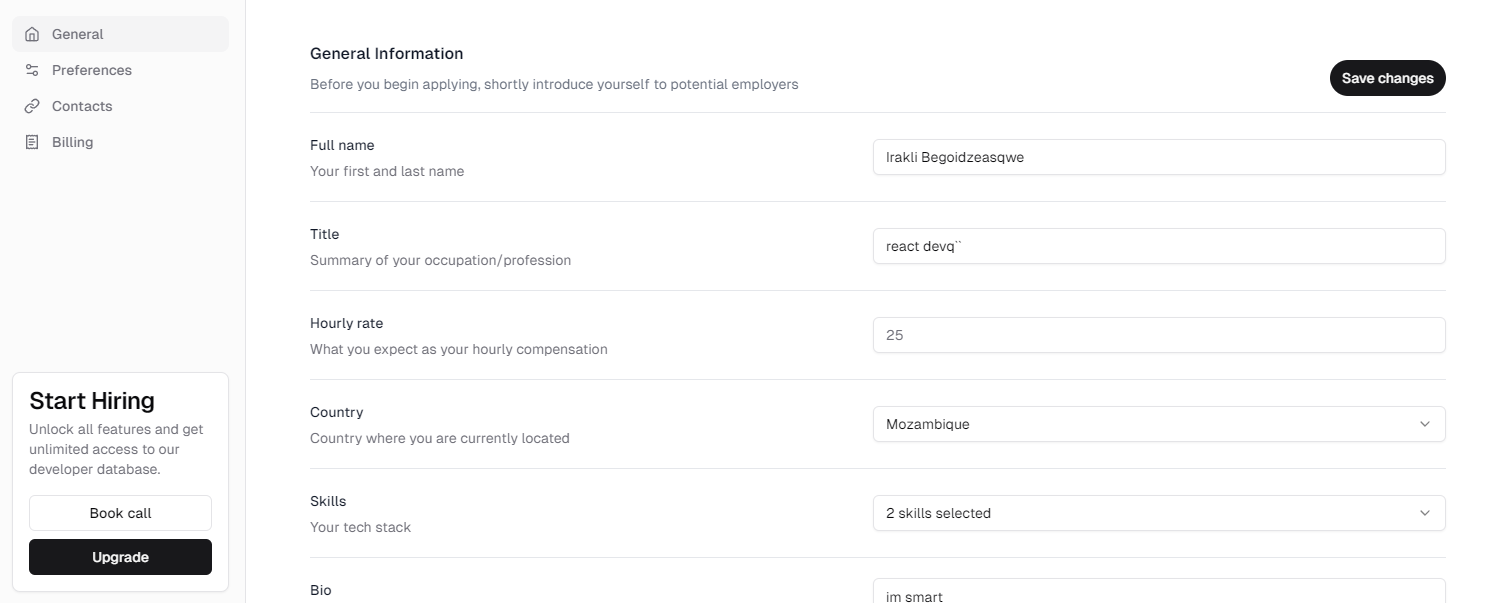 General
Preferences
Contacts
Billing
Start Hiring
Unlock all features and get
unlimited access to our
developer database.
Book call
Upgrade
General Information
Before you begin applying, shortly introduce yourself to potential employers
Save changes
Full name
Your first and last name
Irakli Begoidzeasqwe
Title
Summary of your occupation/profession
react devq``
Hourly rate
What you expect as your hourly compensation
25
Country
Country where you are currently located
Mozambique
Skills
Your tech stack
2 skills selected
Bio
im smart